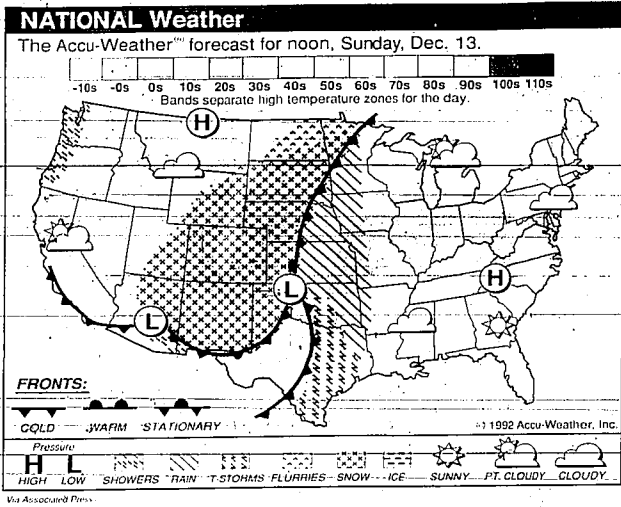 NATIONAL Weather
The Accu-Weather forecast for noon, Sunday, Dec. 13.
-10s -0s 0s 10s 20s 30s 40s 50s 60s 70s 80s 90s 100s 110s
Bands separate high temperature zones for the day.
H
L
L
H
FRONTS:
COLD WARM STATIONARY
© 1992 Accu-Weather, Inc.
Pressure
H L
HIGH LOW SHOWERS RAIN T-STORMS FLURRIES SNOW ICE SUNNY PT. CLOUDY CLOUDY
Via Associated Press